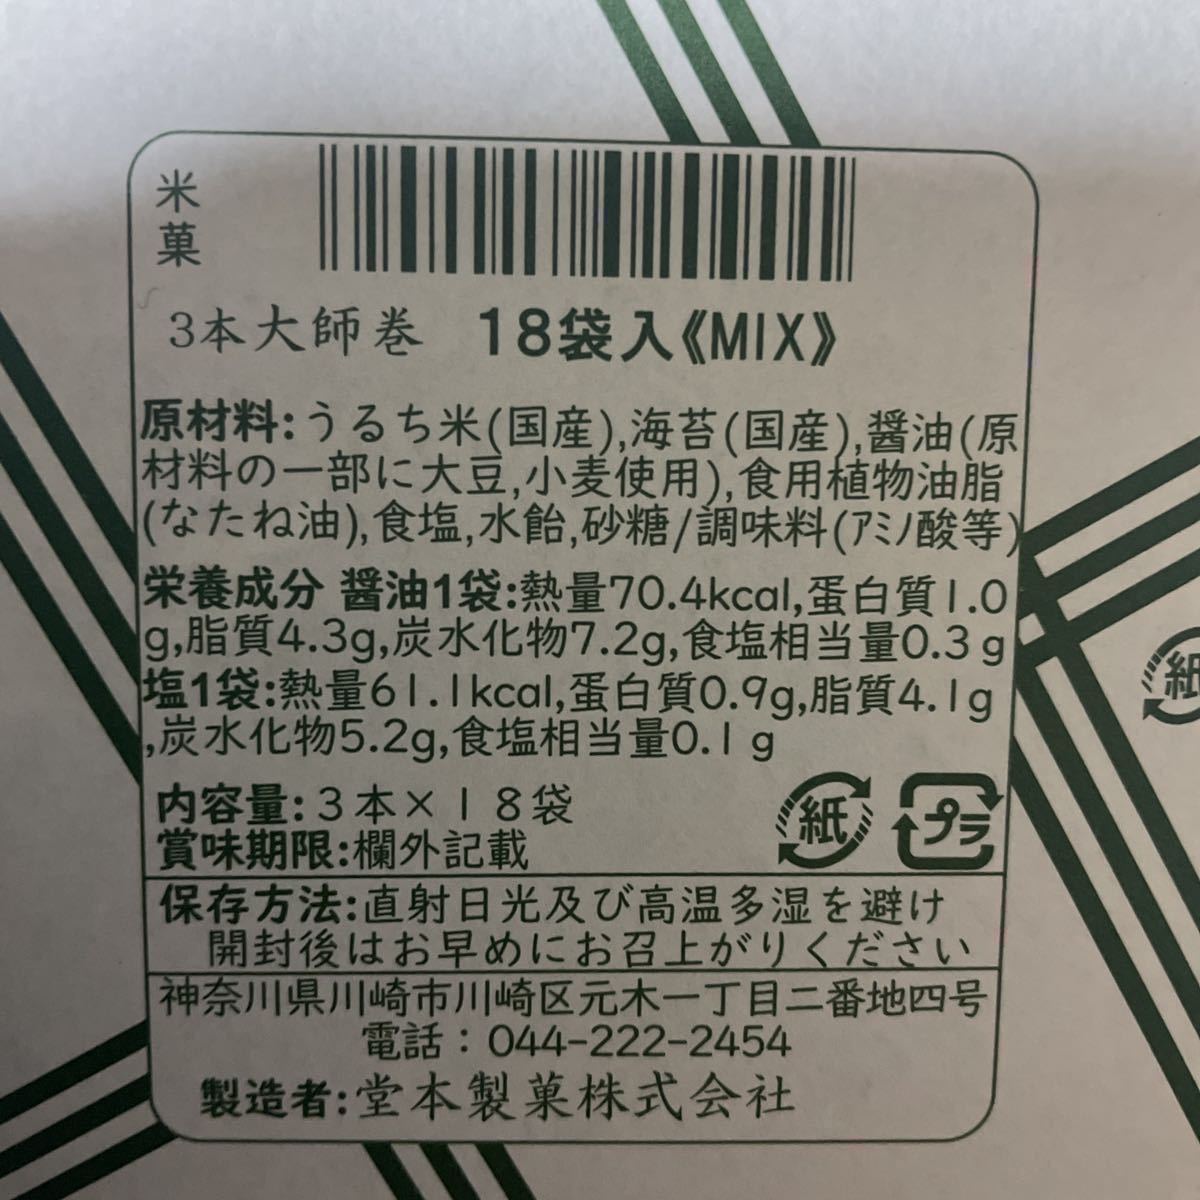 米菓
3本大師巻 18袋入《MIX》
原材料:うるち米(国産),海苔(国産),醤油(原
材料の一部に大豆,小麦使用),食用植物油脂
(なたね油),食塩,水飴,砂糖/調味料(アミノ酸等)
栄養成分 醤油1袋:熱量70.4kcal,蛋白質1.0
g,脂質4.3g,炭水化物7.2g,食塩相当量0.3g
塩1袋:熱量61.1kcal,蛋白質0.9g,脂質4.1g
,炭水化物5.2g,食塩相当量0.1g
内容量:3本×18袋
賞味期限:欄外記載
紙 プラ
紙
保存方法:直射日光及び高温多湿を避け
開封後はお早めにお召上がりください
神奈川県川崎市川崎区元木一丁目二番地四号
電話:044-222-2454
製造者:堂本製菓株式会社